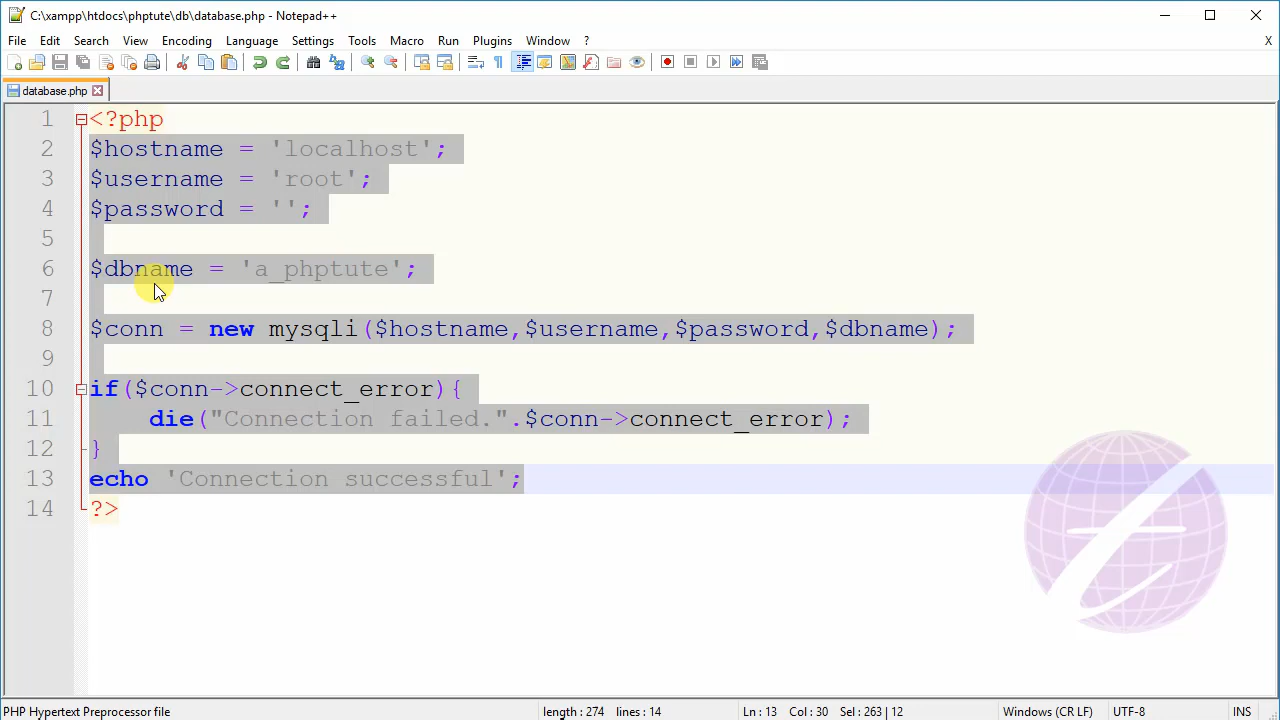 C:\xampp\htdocs\phptute\db\database.php - Notepad++
File Edit Search View Encoding Language Settings Tools Macro Run Plugins Window ? X
database.php
1 <?php
2 $hostname = 'localhost';
3 $username = 'root';
4 $password = '';
5
6 $dbname = 'a_phptute';
7
8 $conn = new mysqli($hostname,$username,$password,$dbname);
9
10 if($conn->connect_error){
11 die("Connection failed.".$conn->connect_error);
12 }
13 echo 'Connection successful';
14 ?>
PHP Hypertext Preprocessor file length : 274 lines : 14 Ln : 13 Col : 30 Sel : 263 | 12 Windows (CR LF) UTF-8 INS